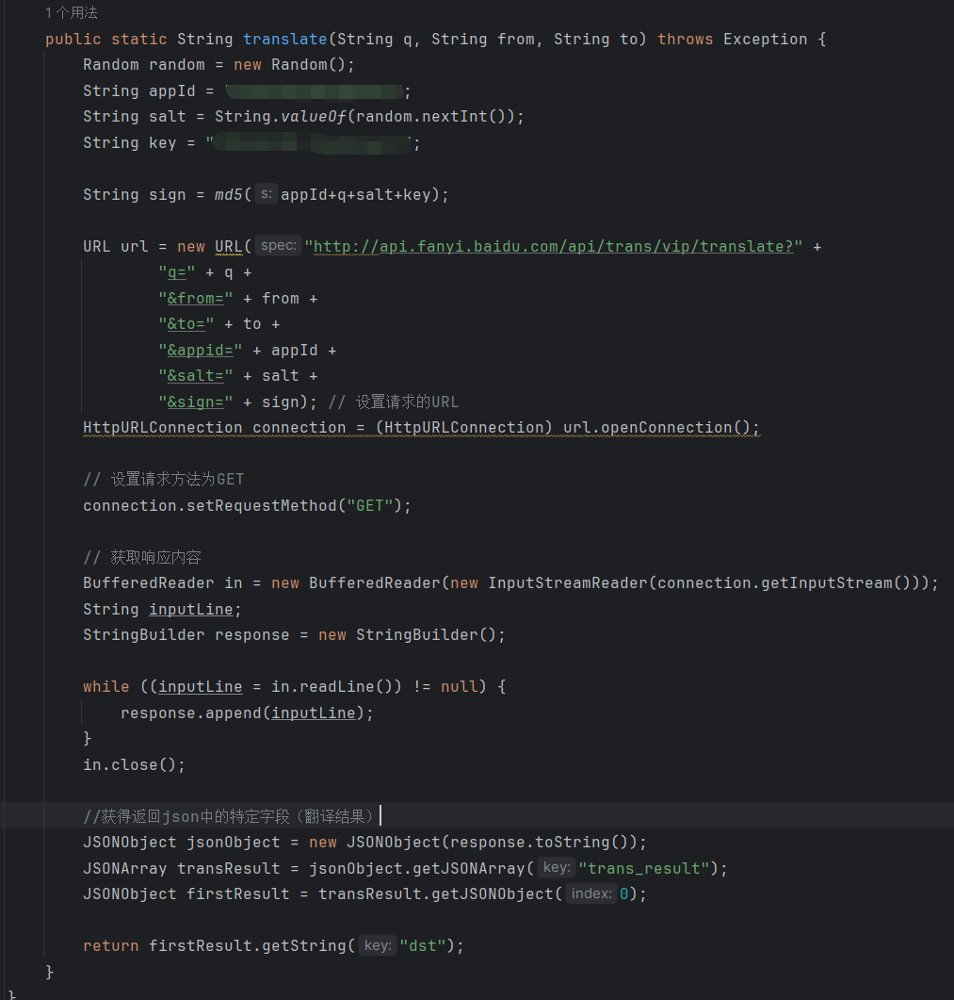 1 个用法
public static String translate(String q, String from, String to) throws Exception {
Random random = new Random();
String appId = ;
String salt = String.valueOf(random.nextInt());
String key = "";

String sign = md5( s: appId+q+salt+key);

URL url = new URL( spec: "http://api.fanyi.baidu.com/api/trans/vip/translate?" +
"q=" + q +
"&from=" + from +
"&to=" + to +
"&appid=" + appId +
"&salt=" + salt +
"&sign=" + sign); // 设置请求的URL
HttpURLConnection connection = (HttpURLConnection) url.openConnection();

// 设置请求方法为GET
connection.setRequestMethod("GET");

// 获取响应内容
BufferedReader in = new BufferedReader(new InputStreamReader(connection.getInputStream()));
String inputLine;
StringBuilder response = new StringBuilder();

while ((inputLine = in.readLine()) != null) {
response.append(inputLine);
}
in.close();

//获得返回json中的特定字段（翻译结果）
JSONObject jsonObject = new JSONObject(response.toString());
JSONArray transResult = jsonObject.getJSONArray( key: "trans_result");
JSONObject firstResult = transResult.getJSONObject( index: 0);

return firstResult.getString( key: "dst");
}
}